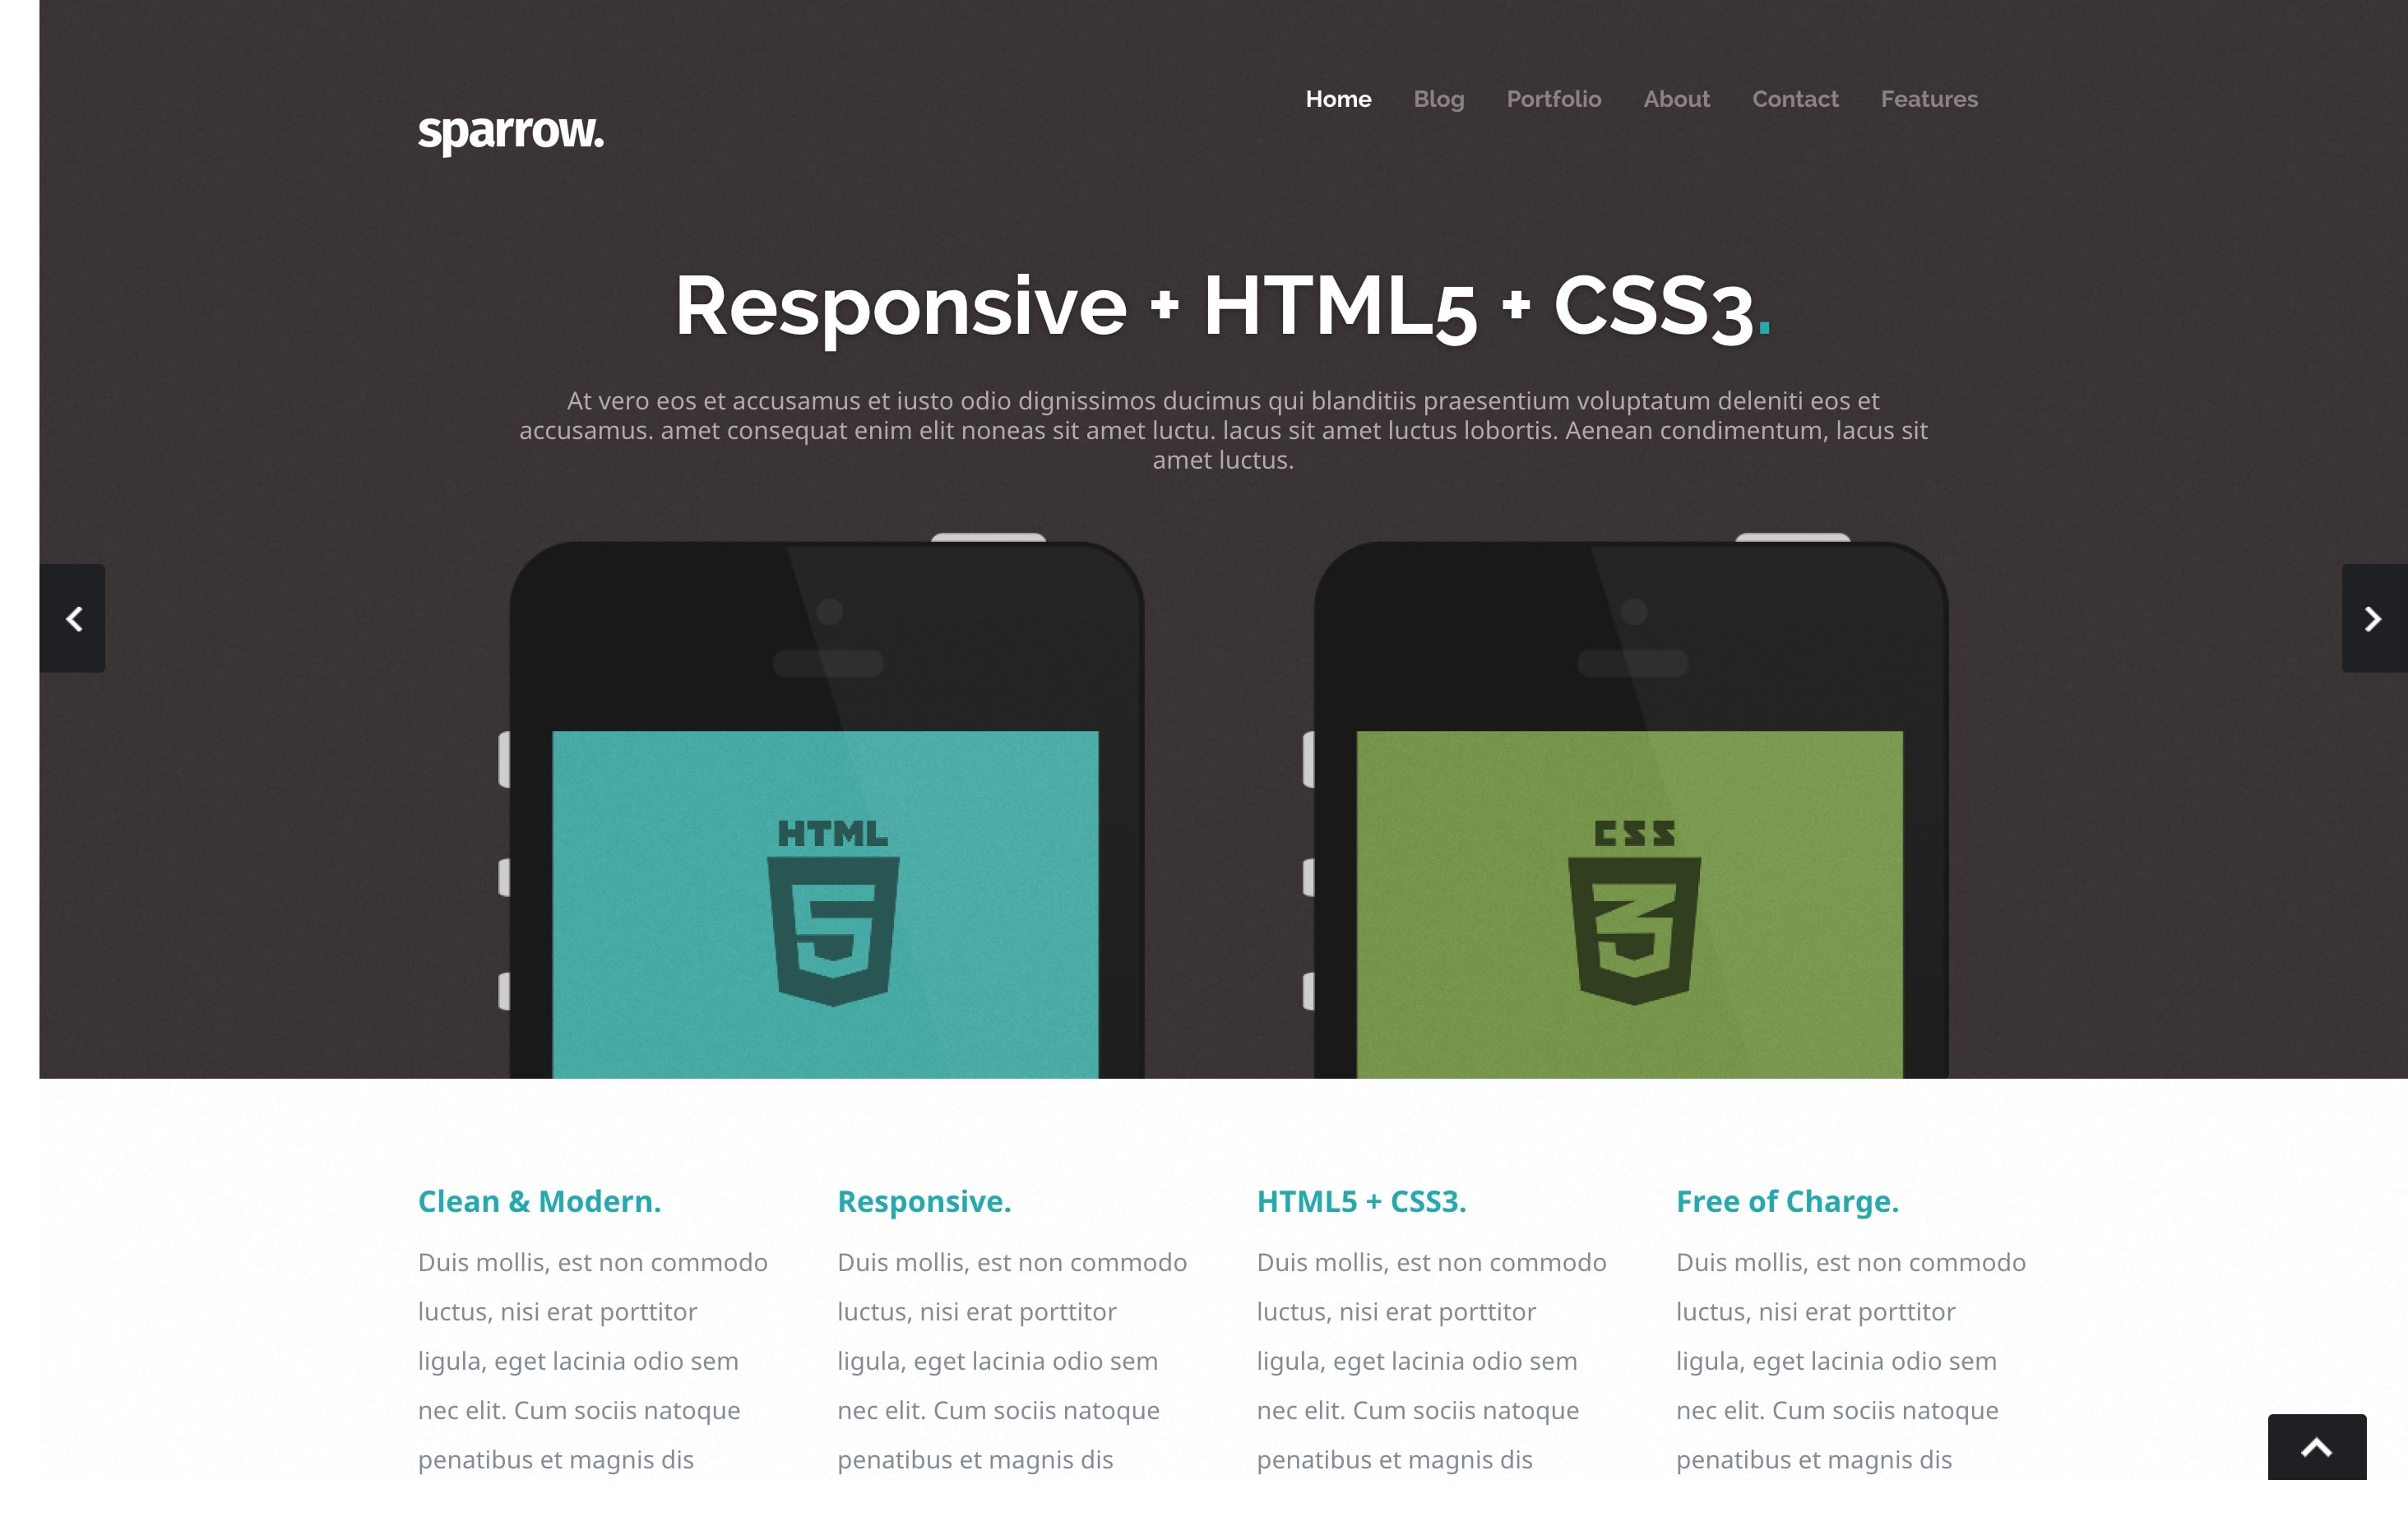 sparrow.
Home Blog Portfolio About Contact Features
Responsive + HTML5 + CSS3.
At vero eos et accusamus et iusto odio dignissimos ducimus qui blanditiis praesentium voluptatum deleniti eos et
accusamus. amet consequat enim elit noneas sit amet luctu. lacus sit amet luctus lobortis. Aenean condimentum, lacus sit
amet luctus.
HTML
5
CSS
3
Clean & Modern.
Duis mollis, est non commodo
luctus, nisi erat porttitor
ligula, eget lacinia odio sem
nec elit. Cum sociis natoque
penatibus et magnis dis
Responsive.
Duis mollis, est non commodo
luctus, nisi erat porttitor
ligula, eget lacinia odio sem
nec elit. Cum sociis natoque
penatibus et magnis dis
HTML5 + CSS3.
Duis mollis, est non commodo
luctus, nisi erat porttitor
ligula, eget lacinia odio sem
nec elit. Cum sociis natoque
penatibus et magnis dis
Free of Charge.
Duis mollis, est non commodo
luctus, nisi erat porttitor
ligula, eget lacinia odio sem
nec elit. Cum sociis natoque
penatibus et magnis dis